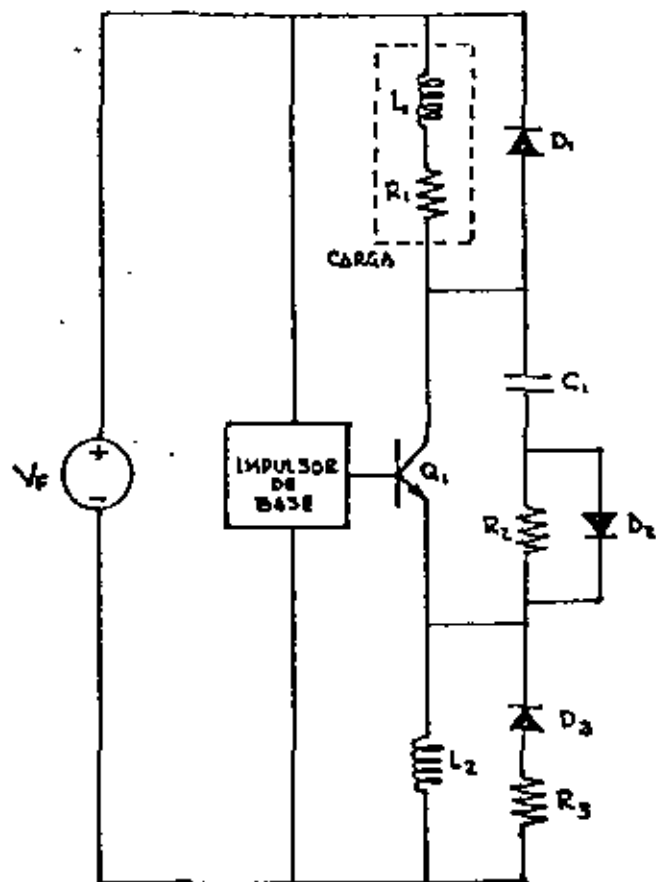 L₁
R₁
D₁
CARGA
C₁
+
VF
-
IMPULSOR
DE
BASE
Q₁
R₂
D₂
L₂
D₃
R₃